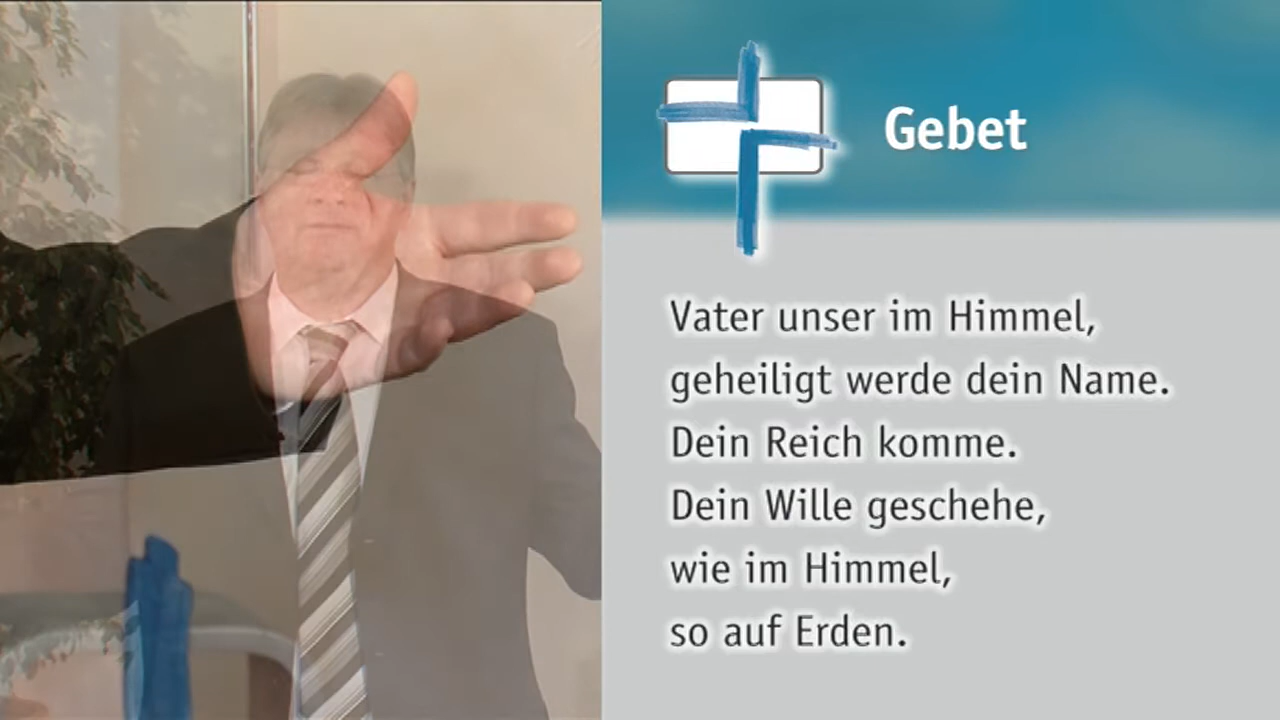 Gebet
Vater unser im Himmel,
geheiligt werde dein Name.
Dein Reich komme.
Dein Wille geschehe,
wie im Himmel,
so auf Erden.